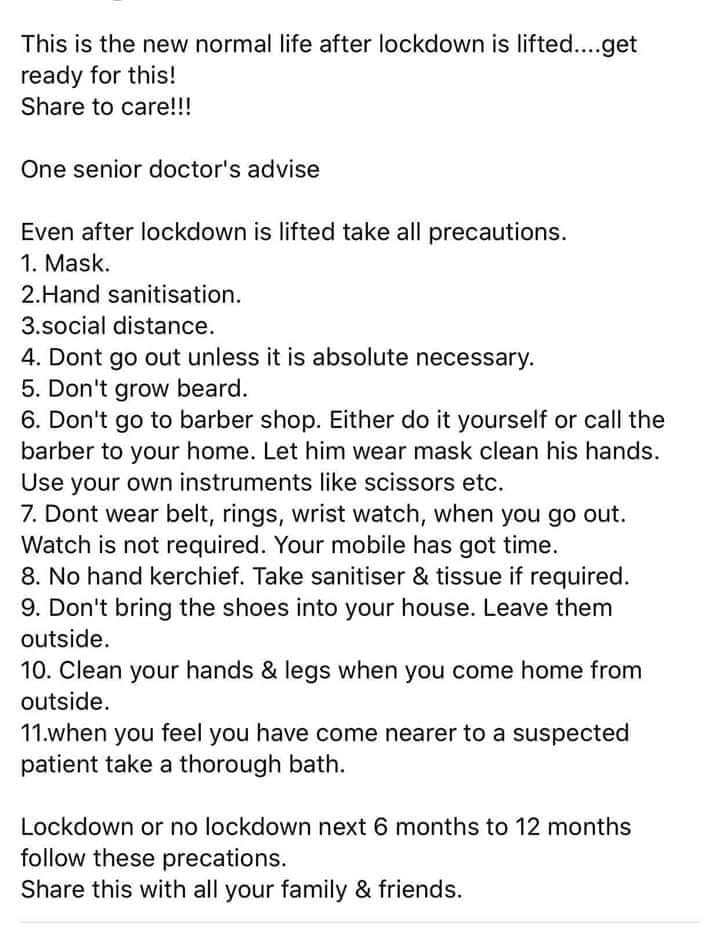 This is the new normal life after lockdown is lifted....get
ready for this!
Share to care!!!
One senior doctor's advise
Even after lockdown is lifted take all precautions.
1. Mask.
2.Hand sanitisation.
3.social distance.
4. Dont go out unless it is absolute necessary.
5. Don't grow beard.
6. Don't go to barber shop. Either do it yourself or call the
barber to your home. Let him wear mask clean his hands.
Use your own instruments like scissors etc.
7. Dont wear belt, rings, wrist watch, when you go out.
Watch is not required. Your mobile has got time.
8. No hand kerchief. Take sanitiser & tissue if required.
9. Don't bring the shoes into your house. Leave them
outside.
10. Clean your hands & legs when you come home from
outside.
11.when you feel you have come nearer to a suspected
patient take a thorough bath.
Lockdown or no lockdown next 6 months to 12 months
follow these precations.
Share this with all your family & friends.